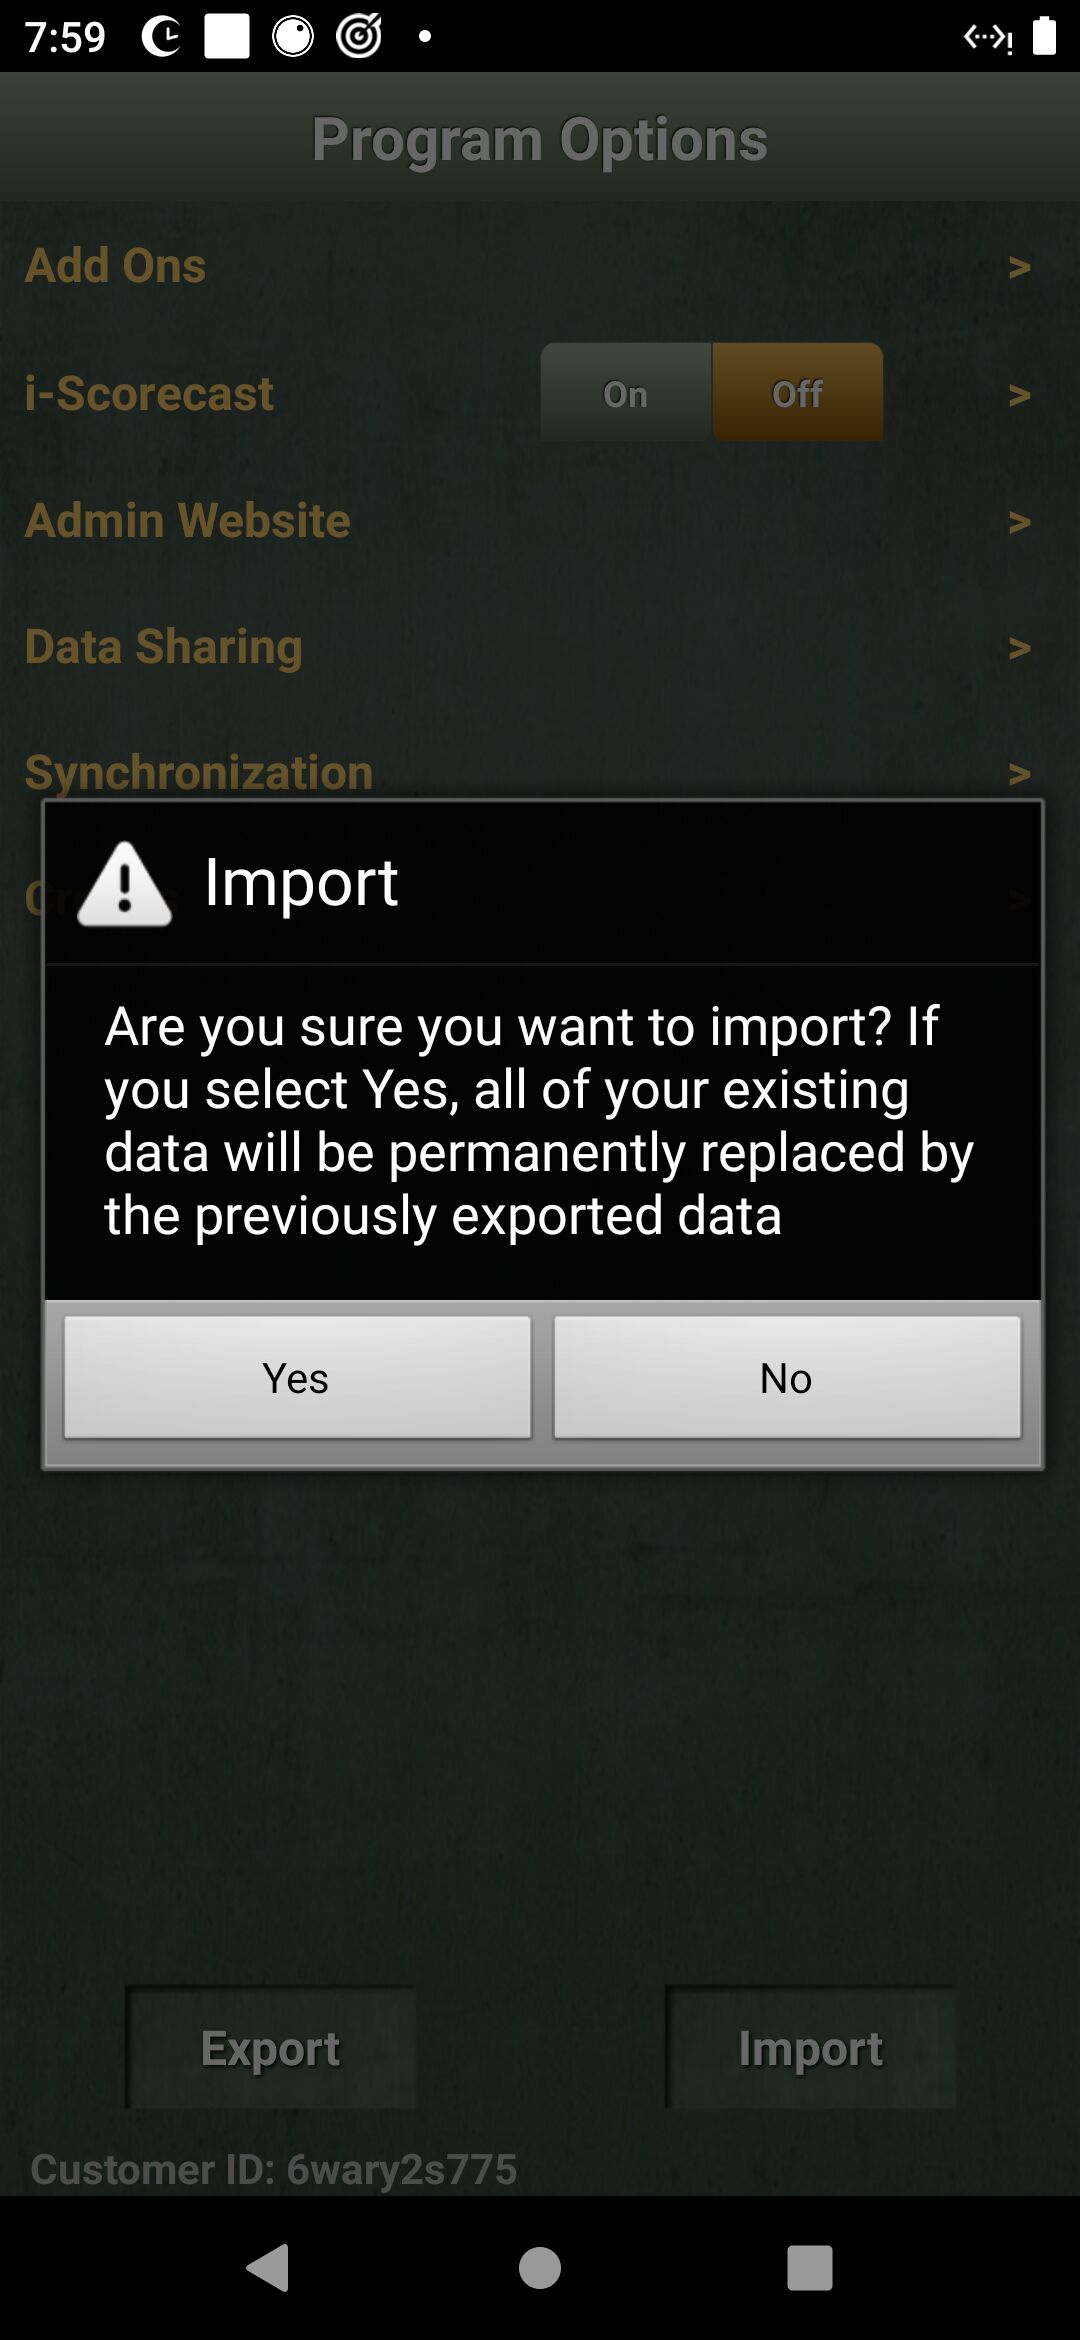 7:59
Program Options
Add Ons >
i-Scorecast On Off >
Admin Website >
Data Sharing >
Synchronization >
Import
Are you sure you want to import? If
you select Yes, all of your existing
data will be permanently replaced by
the previously exported data
Yes No
Export Import
Customer ID: 6wary2s775